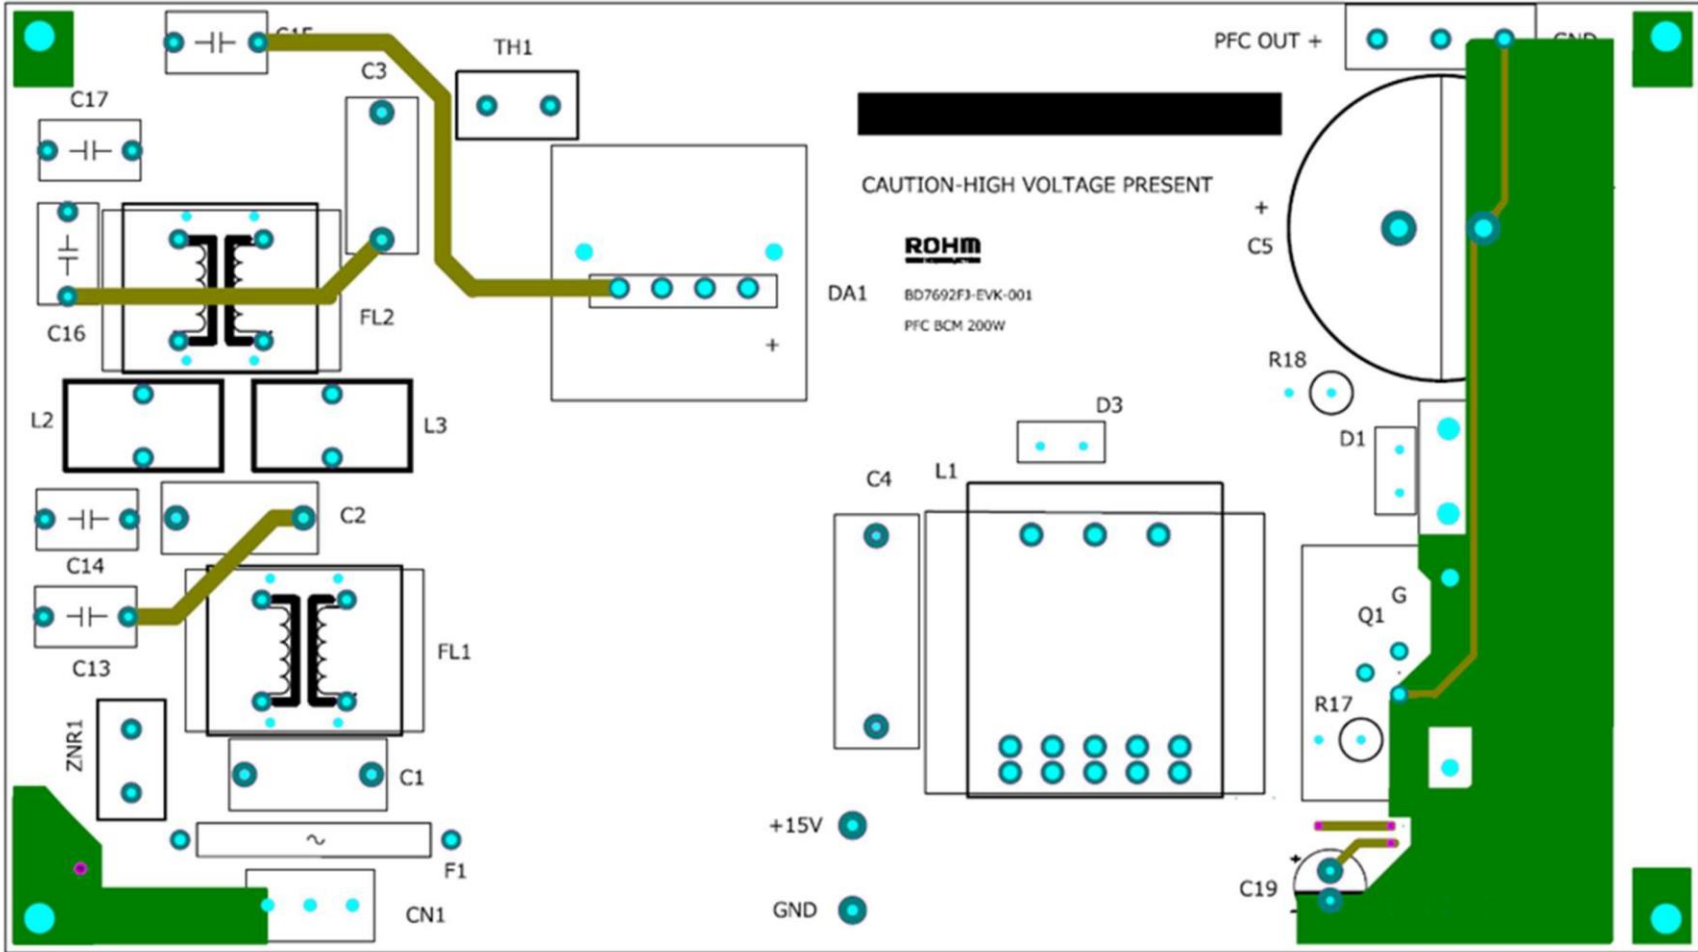 C15
PFC OUT +
GND
TH1
C3
C17
CAUTION-HIGH VOLTAGE PRESENT
+
C5
ROHM
SEMICONDUCTOR
DA1
BD7692FJ-EVK-001
PFC BCM 200W
C16
FL2
+
R18
L2
L3
D3
D1
C4
L1
C2
C14
G
Q1
C13
FL1
R17
ZNR1
C1
+15V
F1
+
C19
-
GND
CN1